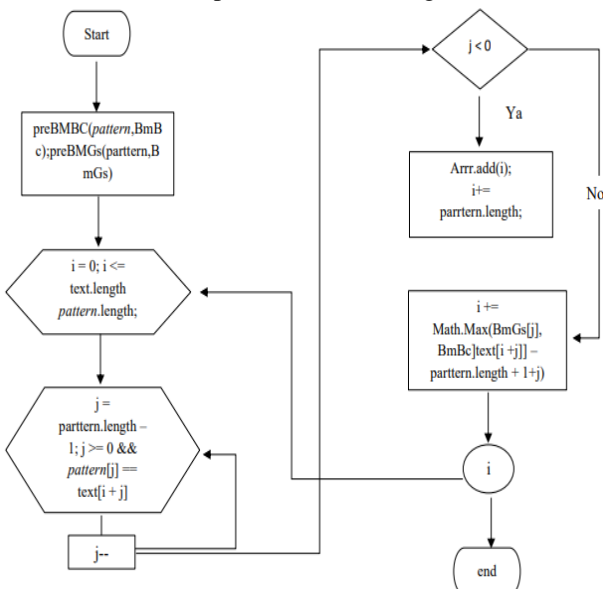 Start
preBMBC(pattern,BmB
c);preBMGs(parttern,B
mGs)
i = 0; i <=
text.length
pattern.length;
j =
parttern.length –
1; j >= 0 &&
pattern[j] ==
text[i + j]
j--
j < 0
Ya
No
Arrr.add(i);
i+=
parrtern.length;
i +=
Math.Max(BmGs[j],
BmBc]text[i +j]] –
parttern.length + 1+j)
i
end